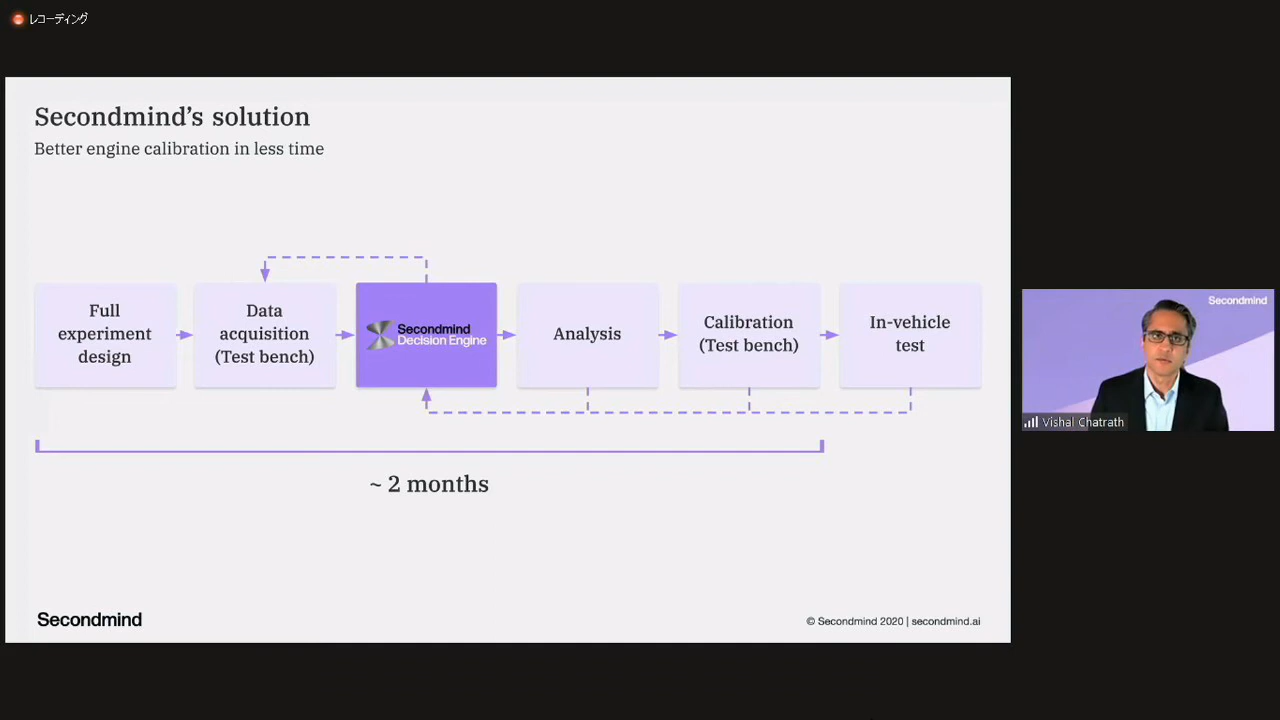 レコーディング
Secondmind's solution
Better engine calibration in less time
Full
experiment
design
Data
acquisition
(Test bench)
Secondmind
Decision Engine
Analysis
Calibration
(Test bench)
In-vehicle
test
~ 2 months
Secondmind
© Secondmind 2020 | secondmind.ai
Secondmind
Vishal Chatrath